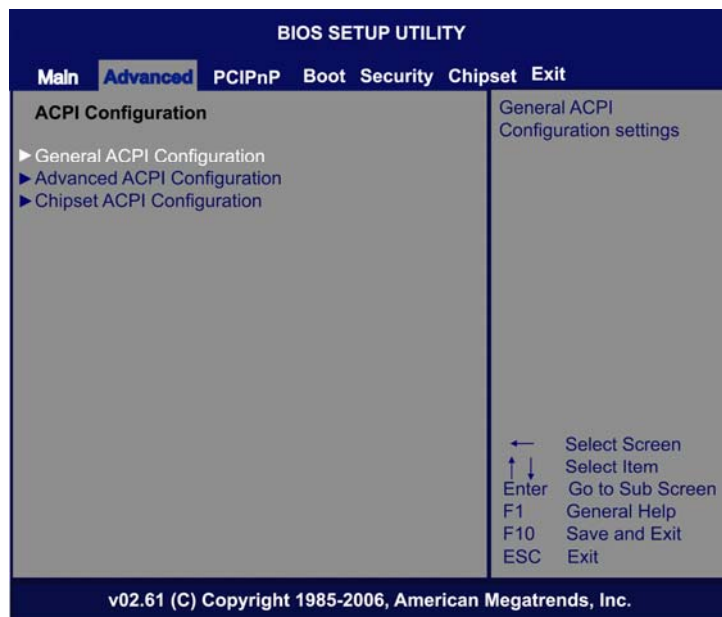 BIOS SETUP UTILITY
Main Advanced PCIPnP Boot Security Chipset Exit
ACPI Configuration
General ACPI Configuration
Advanced ACPI Configuration
Chipset ACPI Configuration
General ACPI
Configuration settings
← Select Screen
↑↓ Select Item
Enter Go to Sub Screen
F1 General Help
F10 Save and Exit
ESC Exit
v02.61 (C) Copyright 1985-2006, American Megatrends, Inc.